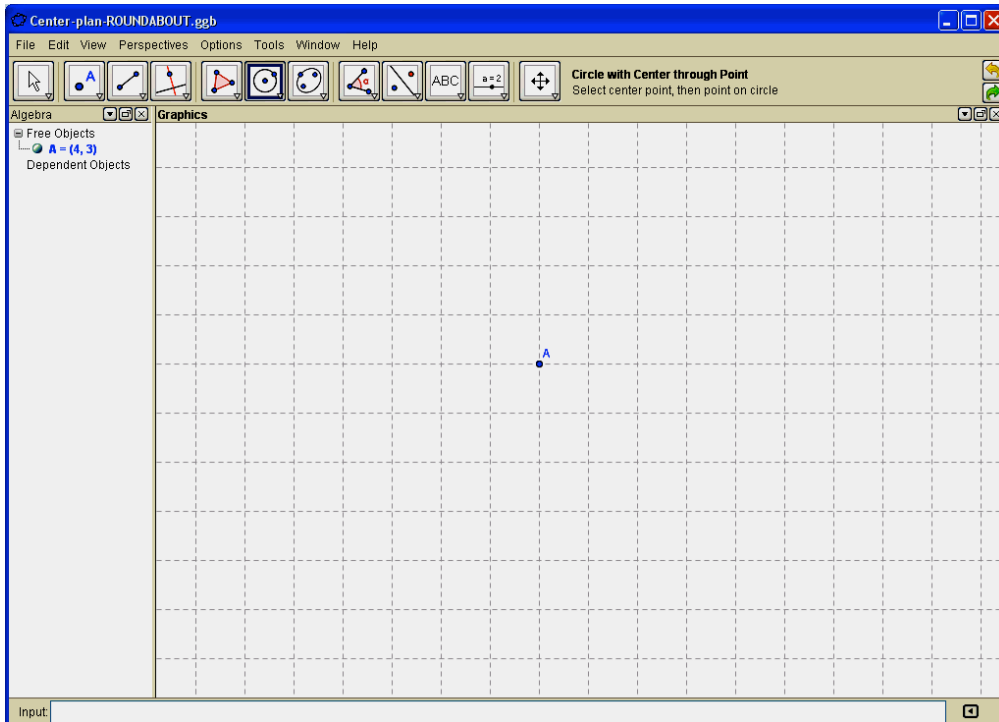 Center-plan-ROUNDABOUT.ggb
File Edit View Perspectives Options Tools Window Help
A
α
ABC
a=2
Circle with Center through Point
Select center point, then point on circle
Algebra
Graphics
Free Objects
A = (4, 3)
Dependent Objects
A
Input: